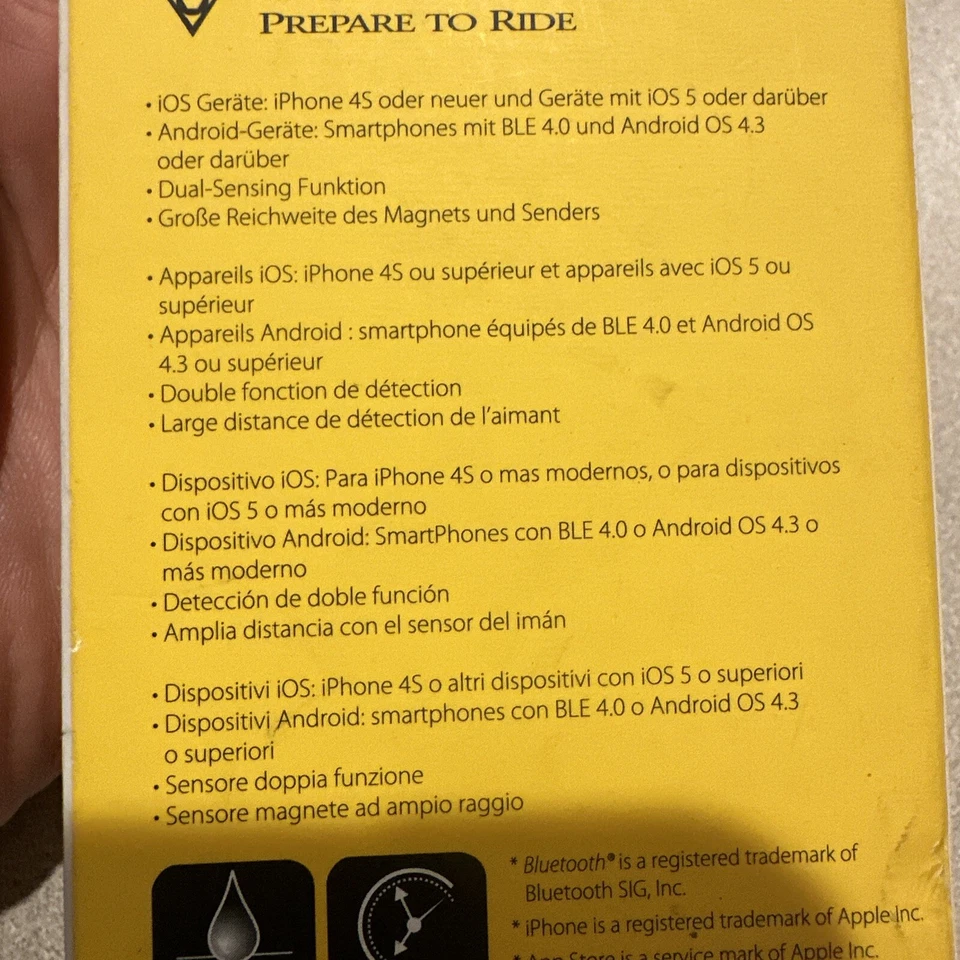 PREPARE TO RIDE
• iOS Geräte: iPhone 4S oder neuer und Geräte mit iOS 5 oder darüber
• Android-Geräte: Smartphones mit BLE 4.0 und Android OS 4.3
oder darüber
• Dual-Sensing Funktion
• Große Reichweite des Magnets und Senders
• Appareils iOS: iPhone 4S ou supérieur et appareils avec iOS 5 ou
supérieur
• Appareils Android : smartphone équipés de BLE 4.0 et Android OS
4.3 ou supérieur
• Double fonction de détection
• Large distance de détection de l'aimant
• Dispositivo iOS: Para iPhone 4S o mas modernos, o para dispositivos
con iOS 5 o más moderno
• Dispositivo Android: SmartPhones con BLE 4.0 o Android OS 4.3 o
más moderno
• Detección de doble función
• Amplia distancia con el sensor del imán
• Dispositivi iOS: iPhone 4S o altri dispositivi con iOS 5 o superiori
• Dispositivi Android: smartphones con BLE 4.0 o Android OS 4.3
o superiori
• Sensore doppia funzione
• Sensore magnete ad ampio raggio
* Bluetooth® is a registered trademark of
Bluetooth SIG, Inc.
* iPhone is a registered trademark of Apple Inc.
* App Store is a service mark of Apple Inc.